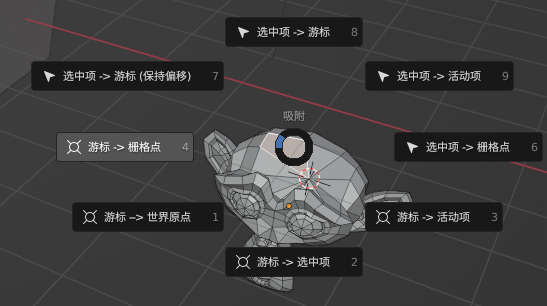 选中项 -> 游标 8
选中项 -> 游标 (保持偏移) 7
选中项 -> 活动项 9
吸附
游标 -> 栅格点 4
选中项 -> 栅格点 6
游标 –> 世界原点 1
游标 -> 活动项 3
游标 -> 选中项 2